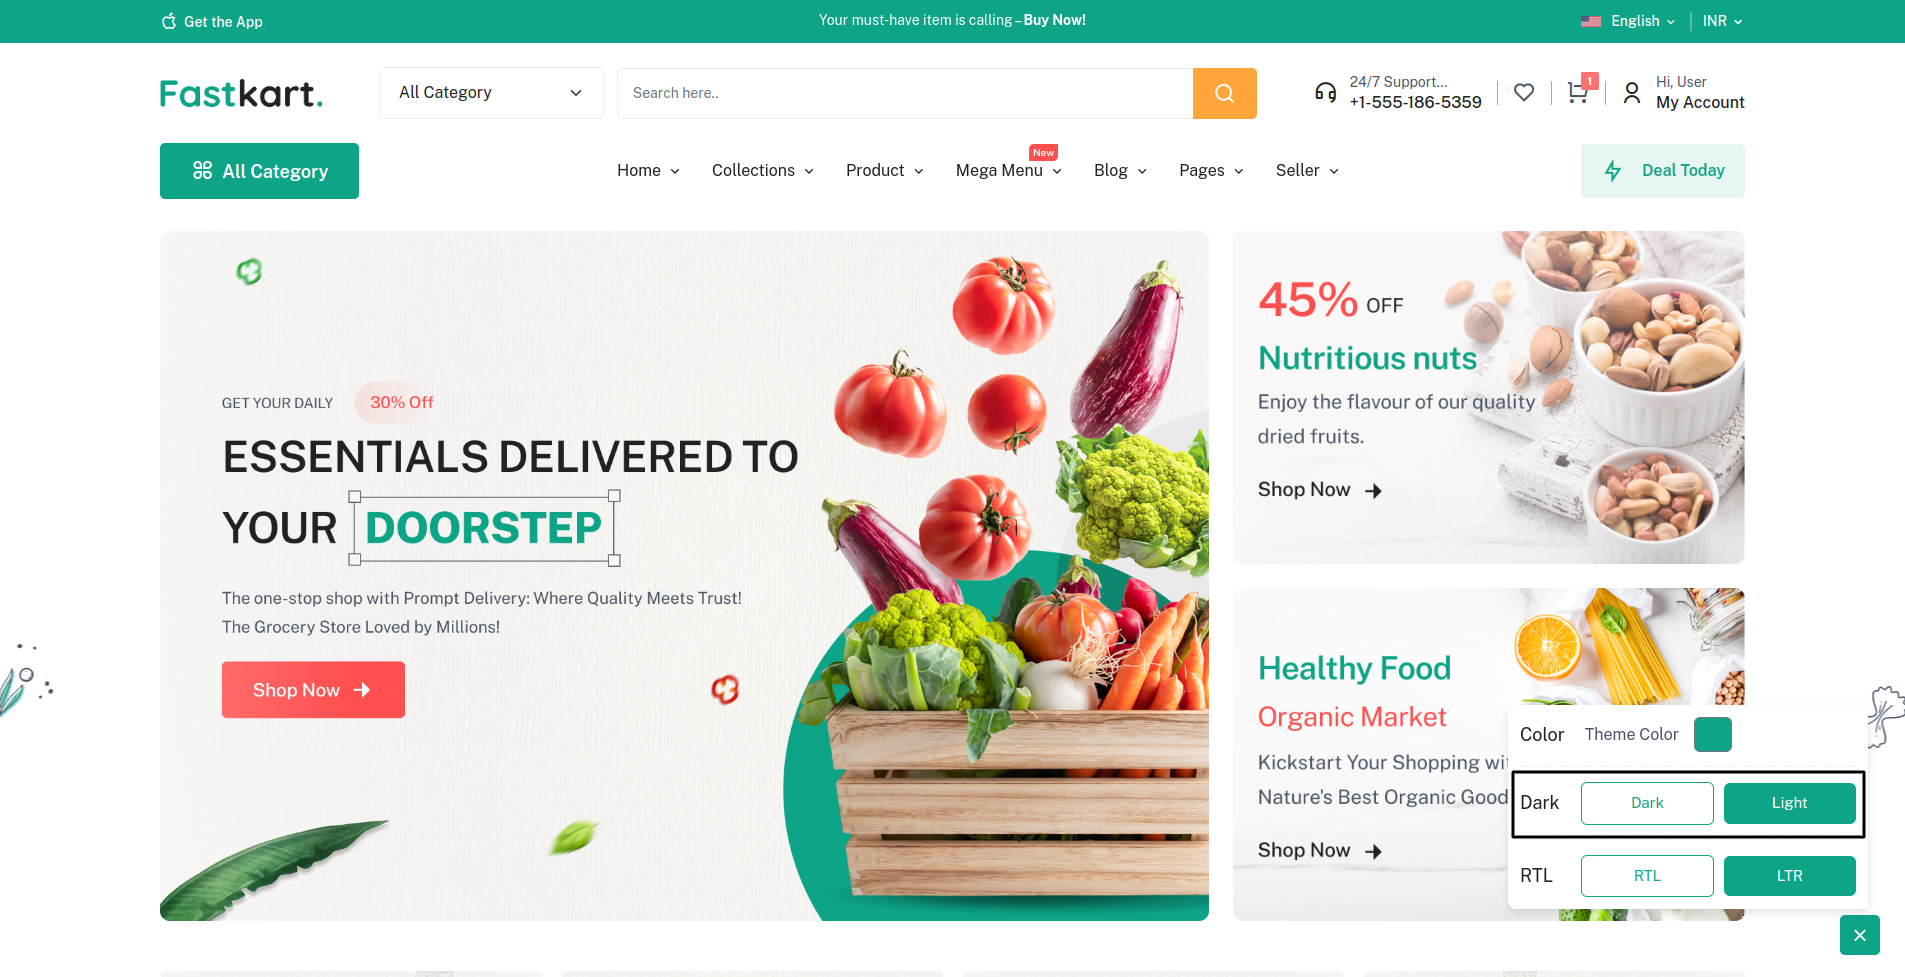 Get the App
Your must-have item is calling – Buy Now!
English
INR
Fastkart.
All Category
Search here..
24/7 Support...
+1-555-186-5359
1
Hi, User
My Account
All Category
Home
Collections
Product
Mega Menu
New
Blog
Pages
Seller
Deal Today
GET YOUR DAILY
30% Off
ESSENTIALS DELIVERED TO
YOUR DOORSTEP
The one-stop shop with Prompt Delivery: Where Quality Meets Trust!
The Grocery Store Loved by Millions!
Shop Now
45% OFF
Nutritious nuts
Enjoy the flavour of our quality
dried fruits.
Shop Now
Healthy Food
Organic Market
Kickstart Your Shopping
Nature's Best Organic
Shop Now
Color
Theme Color
Dark
Dark
Light
RTL
RTL
LTR